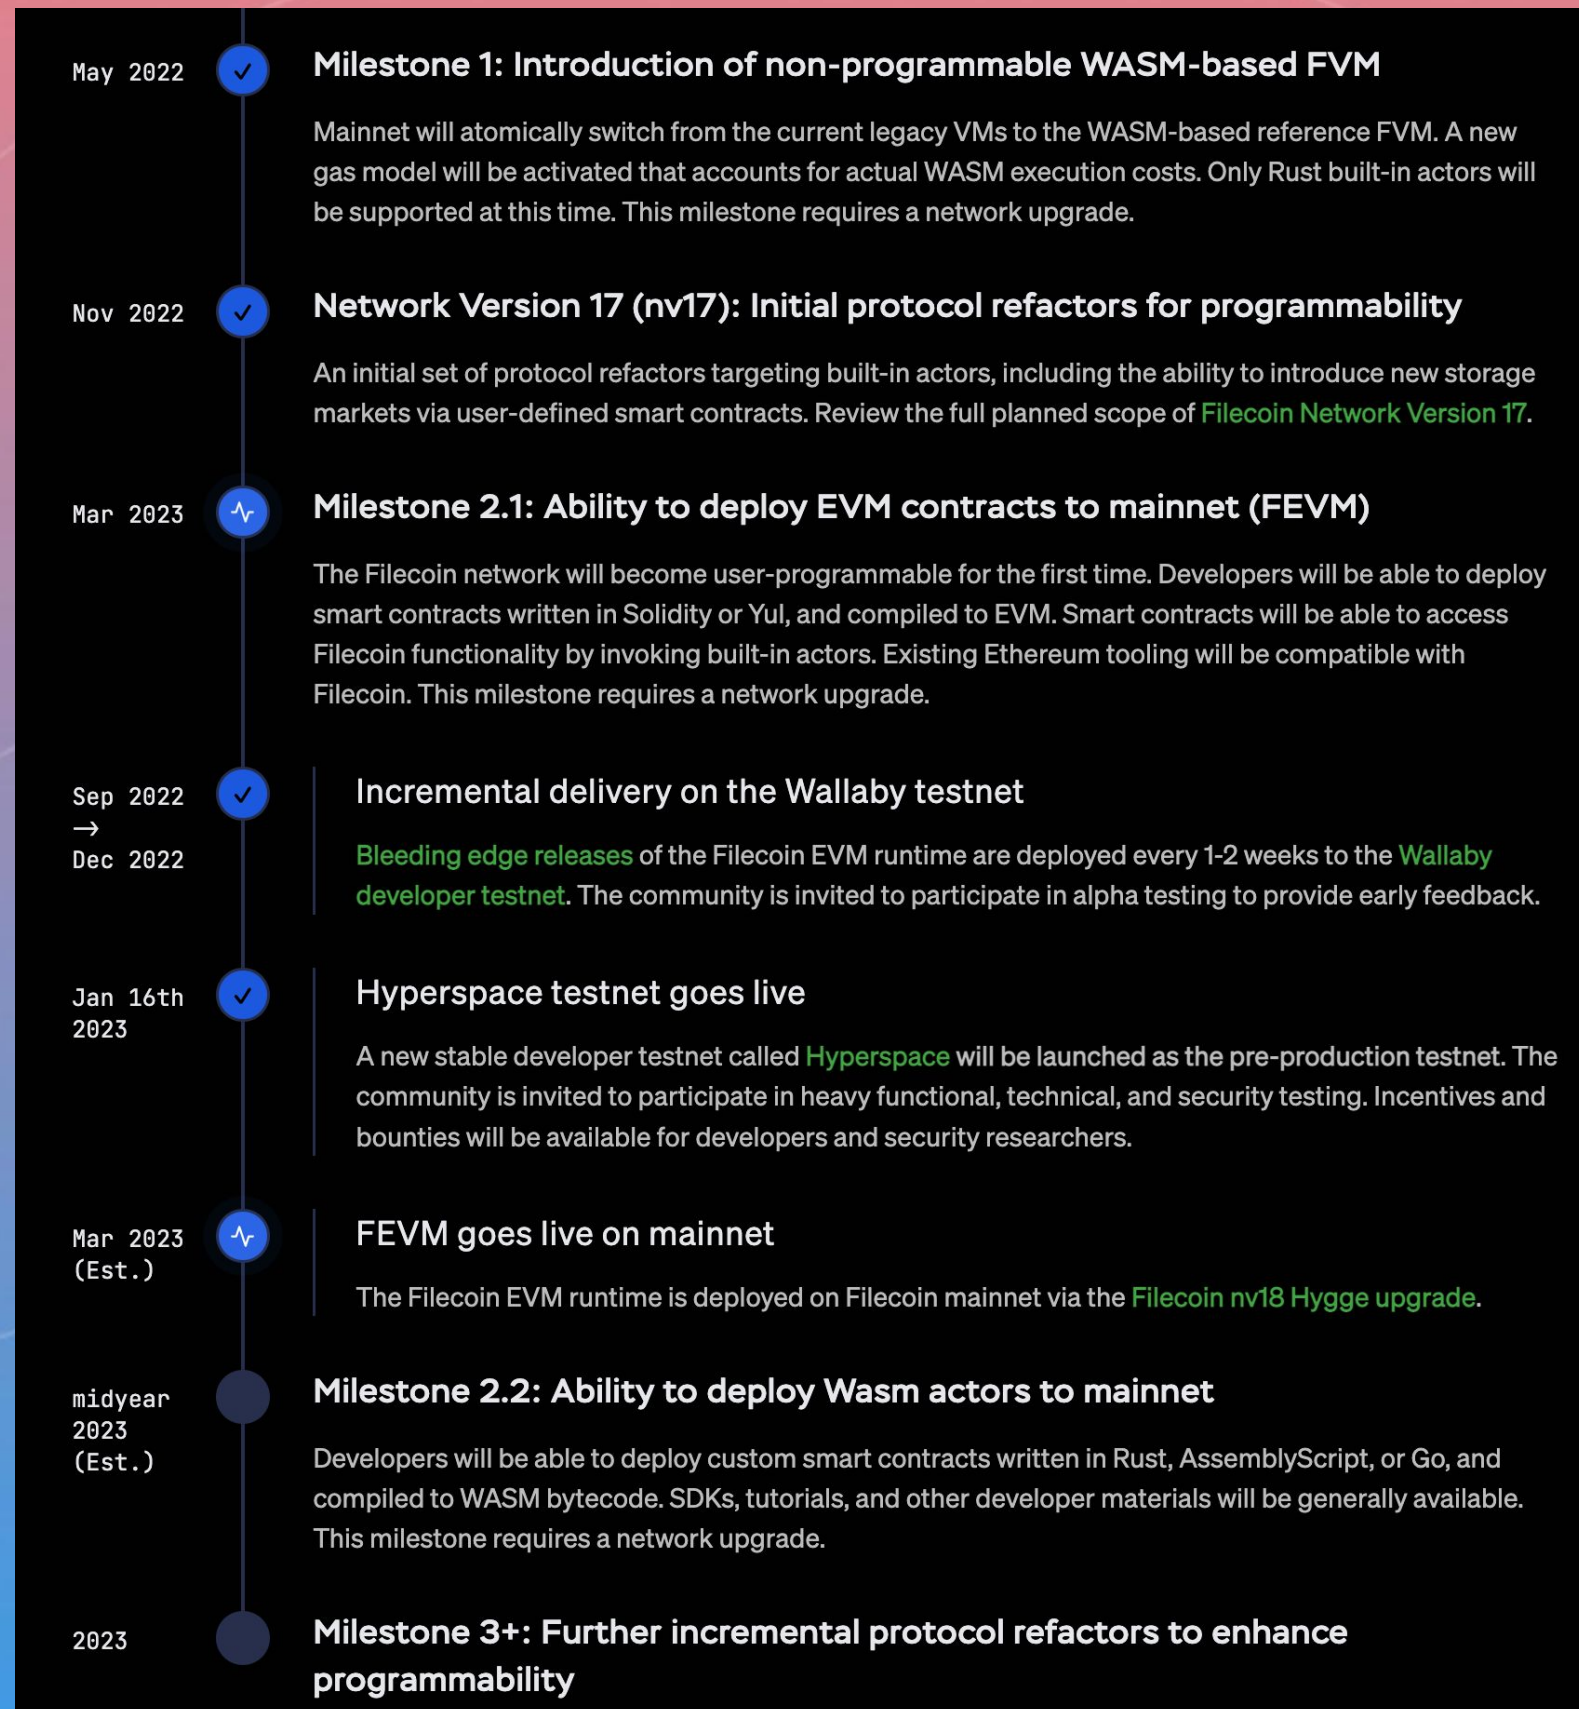 May 2022
Milestone 1: Introduction of non-programmable WASM-based FVM
Mainnet will atomically switch from the current legacy VMs to the WASM-based reference FVM. A new
gas model will be activated that accounts for actual WASM execution costs. Only Rust built-in actors will
be supported at this time. This milestone requires a network upgrade.
Nov 2022
Network Version 17 (nv17): Initial protocol refactors for programmability
An initial set of protocol refactors targeting built-in actors, including the ability to introduce new storage
markets via user-defined smart contracts. Review the full planned scope of Filecoin Network Version 17.
Mar 2023
Milestone 2.1: Ability to deploy EVM contracts to mainnet (FEVM)
The Filecoin network will become user-programmable for the first time. Developers will be able to deploy
smart contracts written in Solidity or Yul, and compiled to EVM. Smart contracts will be able to access
Filecoin functionality by invoking built-in actors. Existing Ethereum tooling will be compatible with
Filecoin. This milestone requires a network upgrade.
Sep 2022
→
Dec 2022
Incremental delivery on the Wallaby testnet
Bleeding edge releases of the Filecoin EVM runtime are deployed every 1-2 weeks to the Wallaby
developer testnet. The community is invited to participate in alpha testing to provide early feedback.
Jan 16th
2023
Hyperspace testnet goes live
A new stable developer testnet called Hyperspace will be launched as the pre-production testnet. The
community is invited to participate in heavy functional, technical, and security testing. Incentives and
bounties will be available for developers and security researchers.
Mar 2023
(Est.)
FEVM goes live on mainnet
The Filecoin EVM runtime is deployed on Filecoin mainnet via the Filecoin nv18 Hygge upgrade.
midyear
2023
(Est.)
Milestone 2.2: Ability to deploy Wasm actors to mainnet
Developers will be able to deploy custom smart contracts written in Rust, AssemblyScript, or Go, and
compiled to WASM bytecode. SDKs, tutorials, and other developer materials will be generally available.
This milestone requires a network upgrade.
2023
Milestone 3+: Further incremental protocol refactors to enhance
programmability